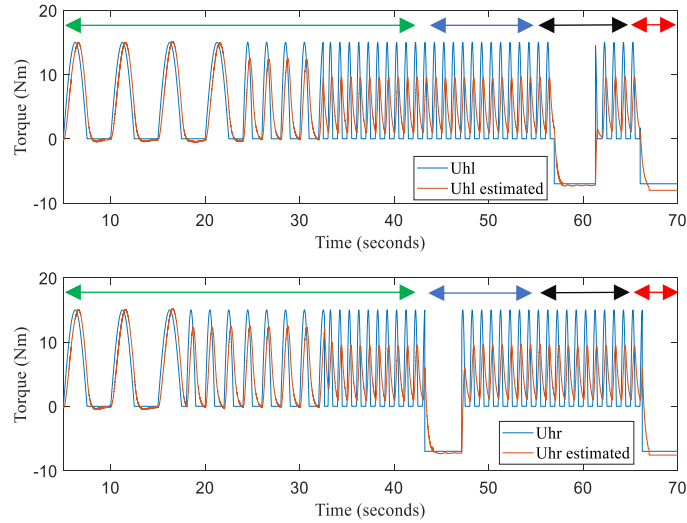 20
10
0
-10
Torque (Nm)
Uhl
Uhl estimated
10 20 30 40 50 60 70
Time (seconds)
20
10
0
-10
Torque (Nm)
Uhr
Uhr estimated
10 20 30 40 50 60 70
Time (seconds)